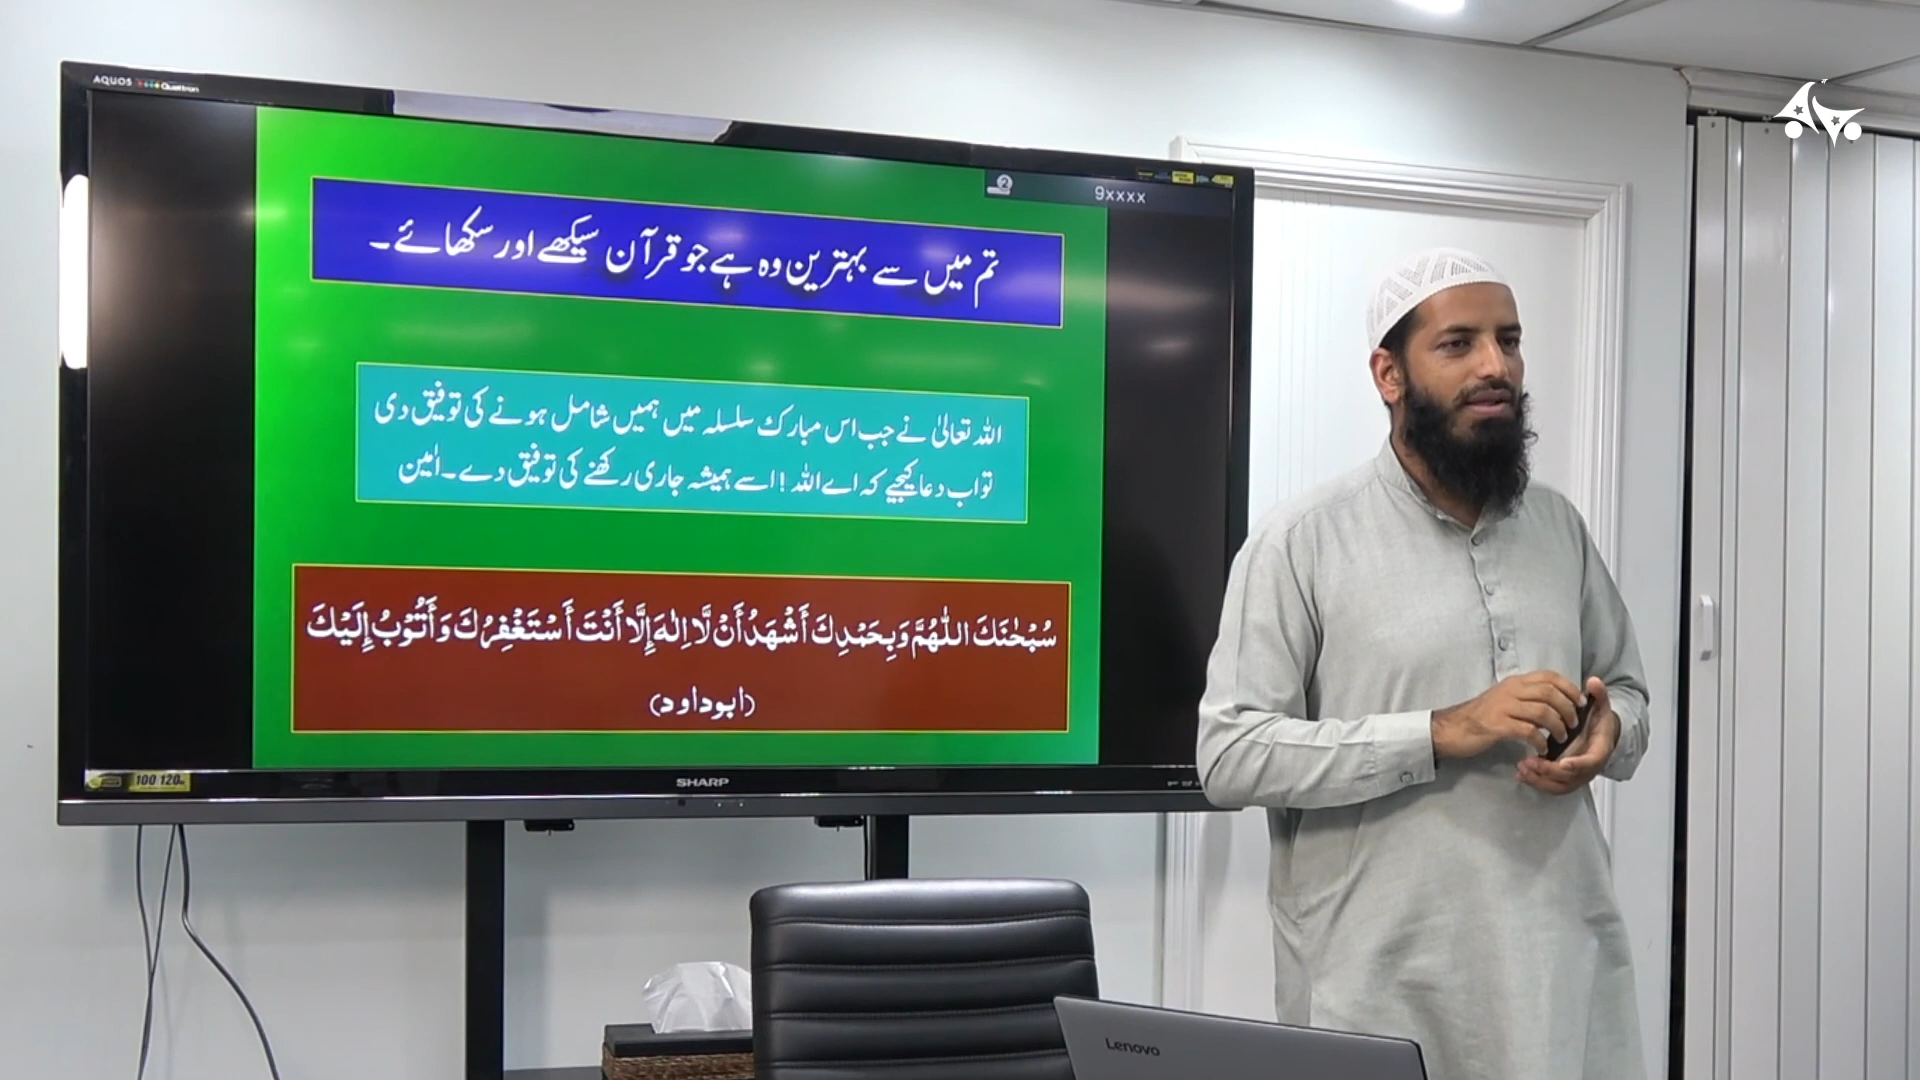 AQUOS Quattron
9xxxx
تم میں سے بہترین وہ ہے جو قرآن سیکھے اور سکھائے۔
اللہ تعالیٰ نے جب اس مبارک سلسلہ میں ہمیں شامل ہونے کی توفیق دی
تو اب دعا کیجیے کہ اے اللہ ! اسے ہمیشہ جاری رکھنے کی توفیق دے۔ اٰمین
سُبْحٰنَكَ اللّٰهُمَّ وَبِحَمْدِكَ أَشْهَدُ أَنْ لَّا اِلٰهَ إِلَّا أَنْتَ أَسْتَغْفِرُكَ وَأَتُوْبُ إِلَيْكَ
(ابوداود)
100 120
SHARP
Lenovo